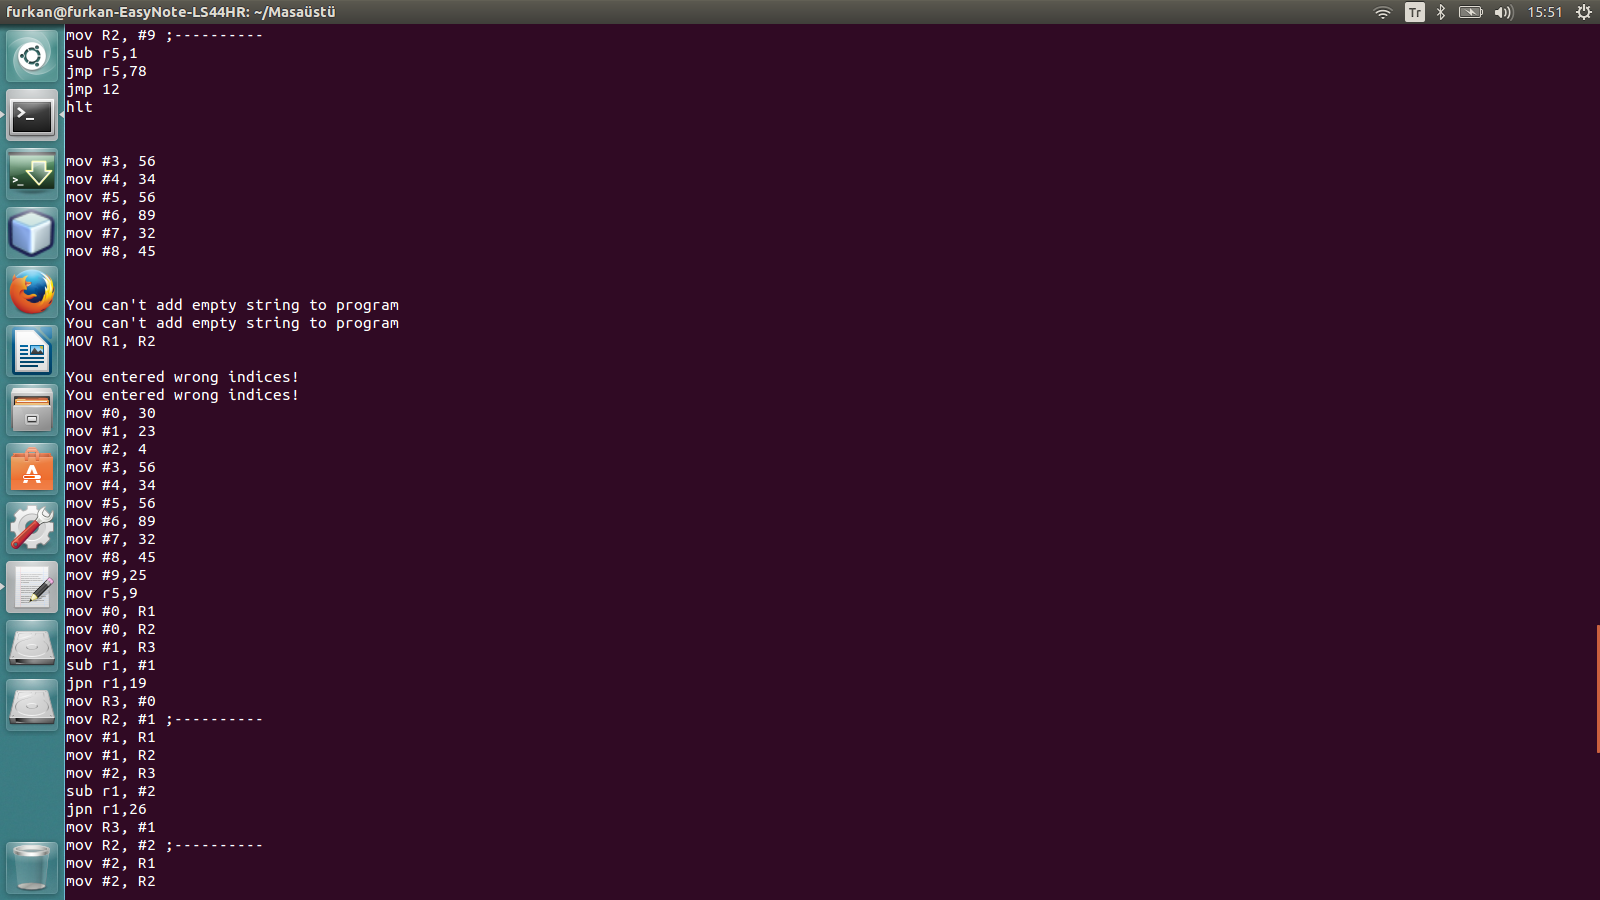 furkan@furkan-EasyNote-LS44HR: ~/Masaüstü
Tr
15:51
mov R2, #9 ;----------
sub r5,1
jmp r5,78
jmp 12
hlt
mov #3, 56
mov #4, 34
mov #5, 56
mov #6, 89
mov #7, 32
mov #8, 45
You can't add empty string to program
You can't add empty string to program
MOV R1, R2
You entered wrong indices!
You entered wrong indices!
mov #0, 30
mov #1, 23
mov #2, 4
mov #3, 56
mov #4, 34
mov #5, 56
mov #6, 89
mov #7, 32
mov #8, 45
mov #9,25
mov r5,9
mov #0, R1
mov #0, R2
mov #1, R3
sub r1, #1
jpn r1,19
mov R3, #0
mov R2, #1 ;----------
mov #1, R1
mov #1, R2
mov #2, R3
sub r1, #2
jpn r1,26
mov R3, #1
mov R2, #2 ;----------
mov #2, R1
mov #2, R2